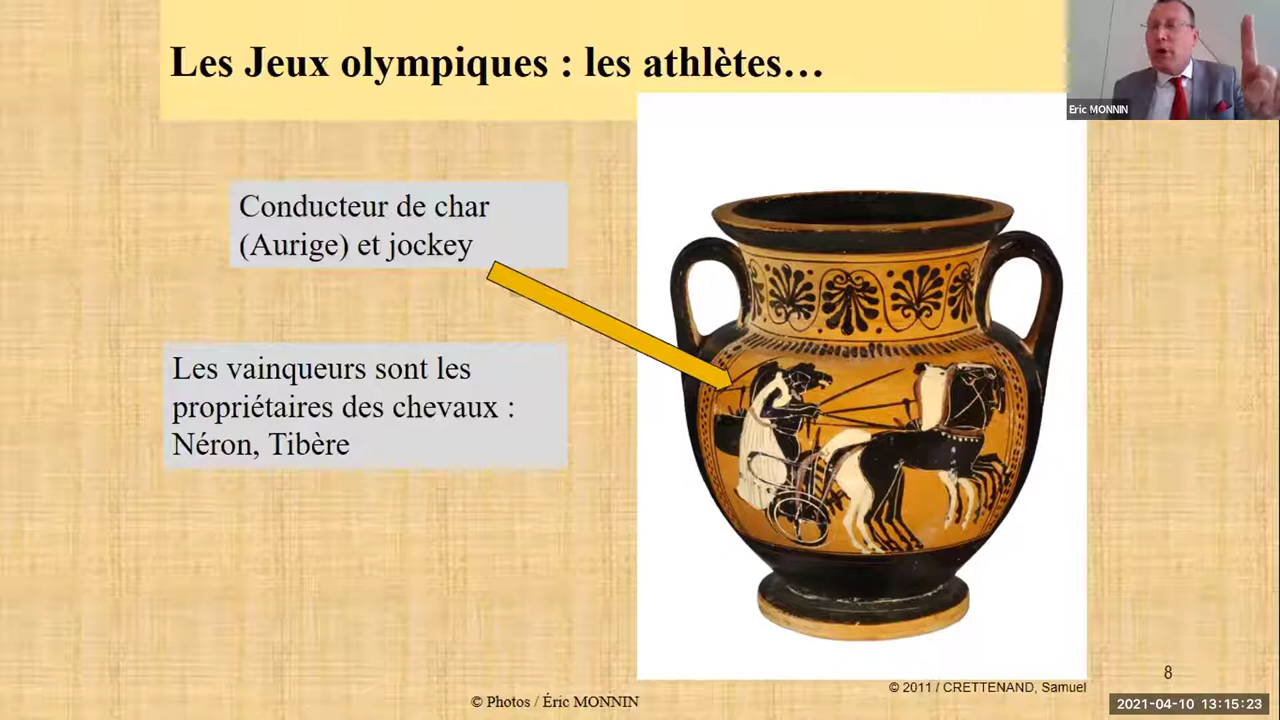 Les Jeux olympiques : les athlètes…
Eric MONNIN
Conducteur de char
(Aurige) et jockey
Les vainqueurs sont les
propriétaires des chevaux :
Néron, Tibère
8
© 2011 / CRETTENAND, Samuel
© Photos / Éric MONNIN
2021-04-10 13:15:23